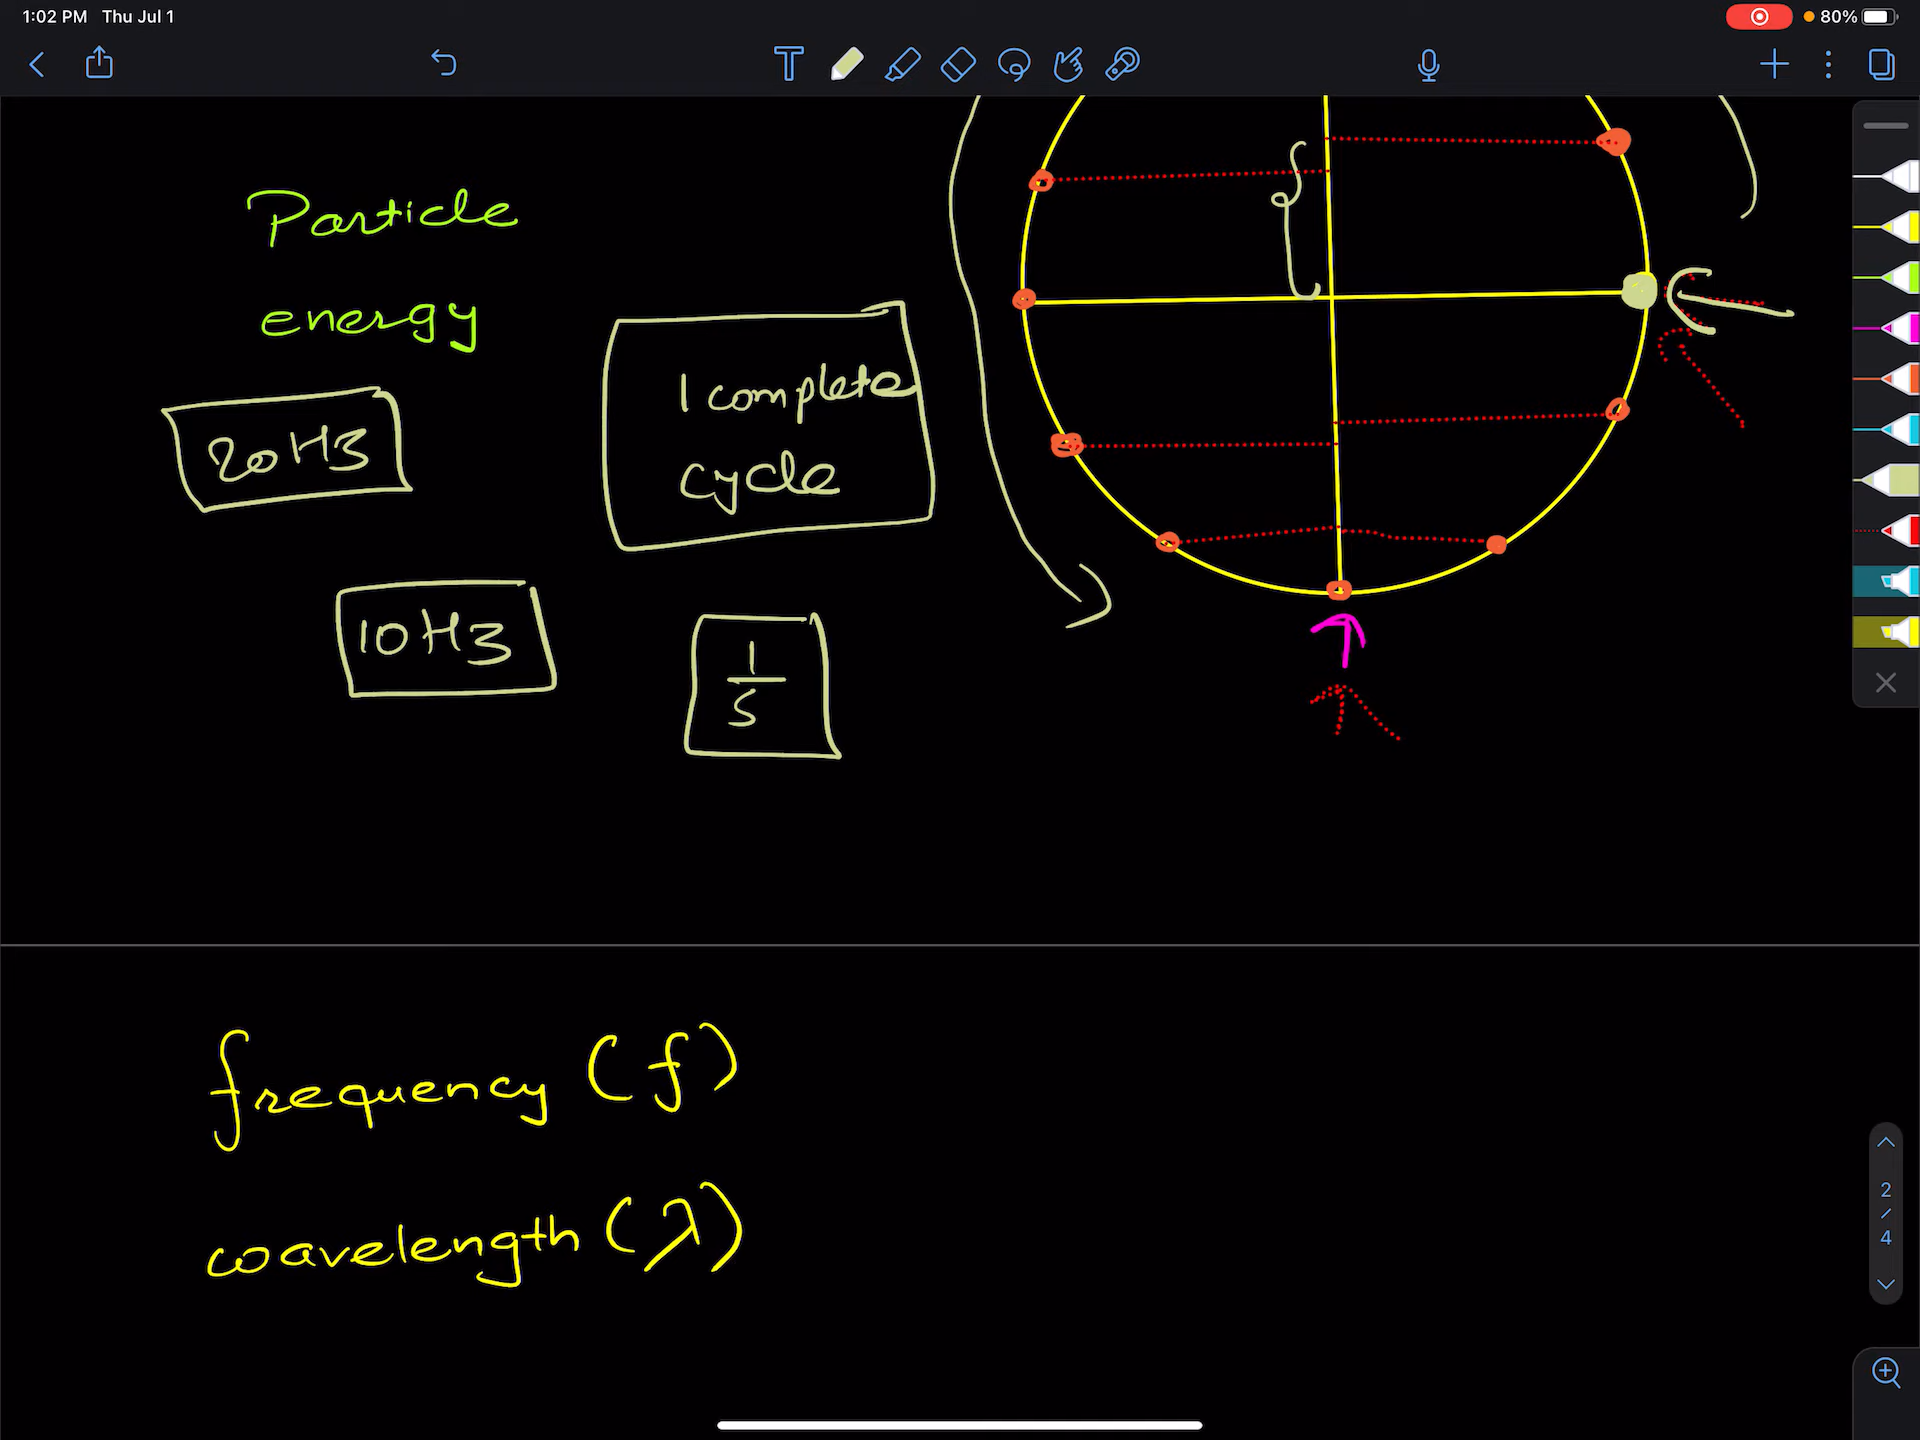 1:02 PM Thu Jul 1
80%
T
Particle
energy
20 Hz
1 complete
cycle
10 Hz
1
S
frequency (f)
wavelength (λ)
2
/
4